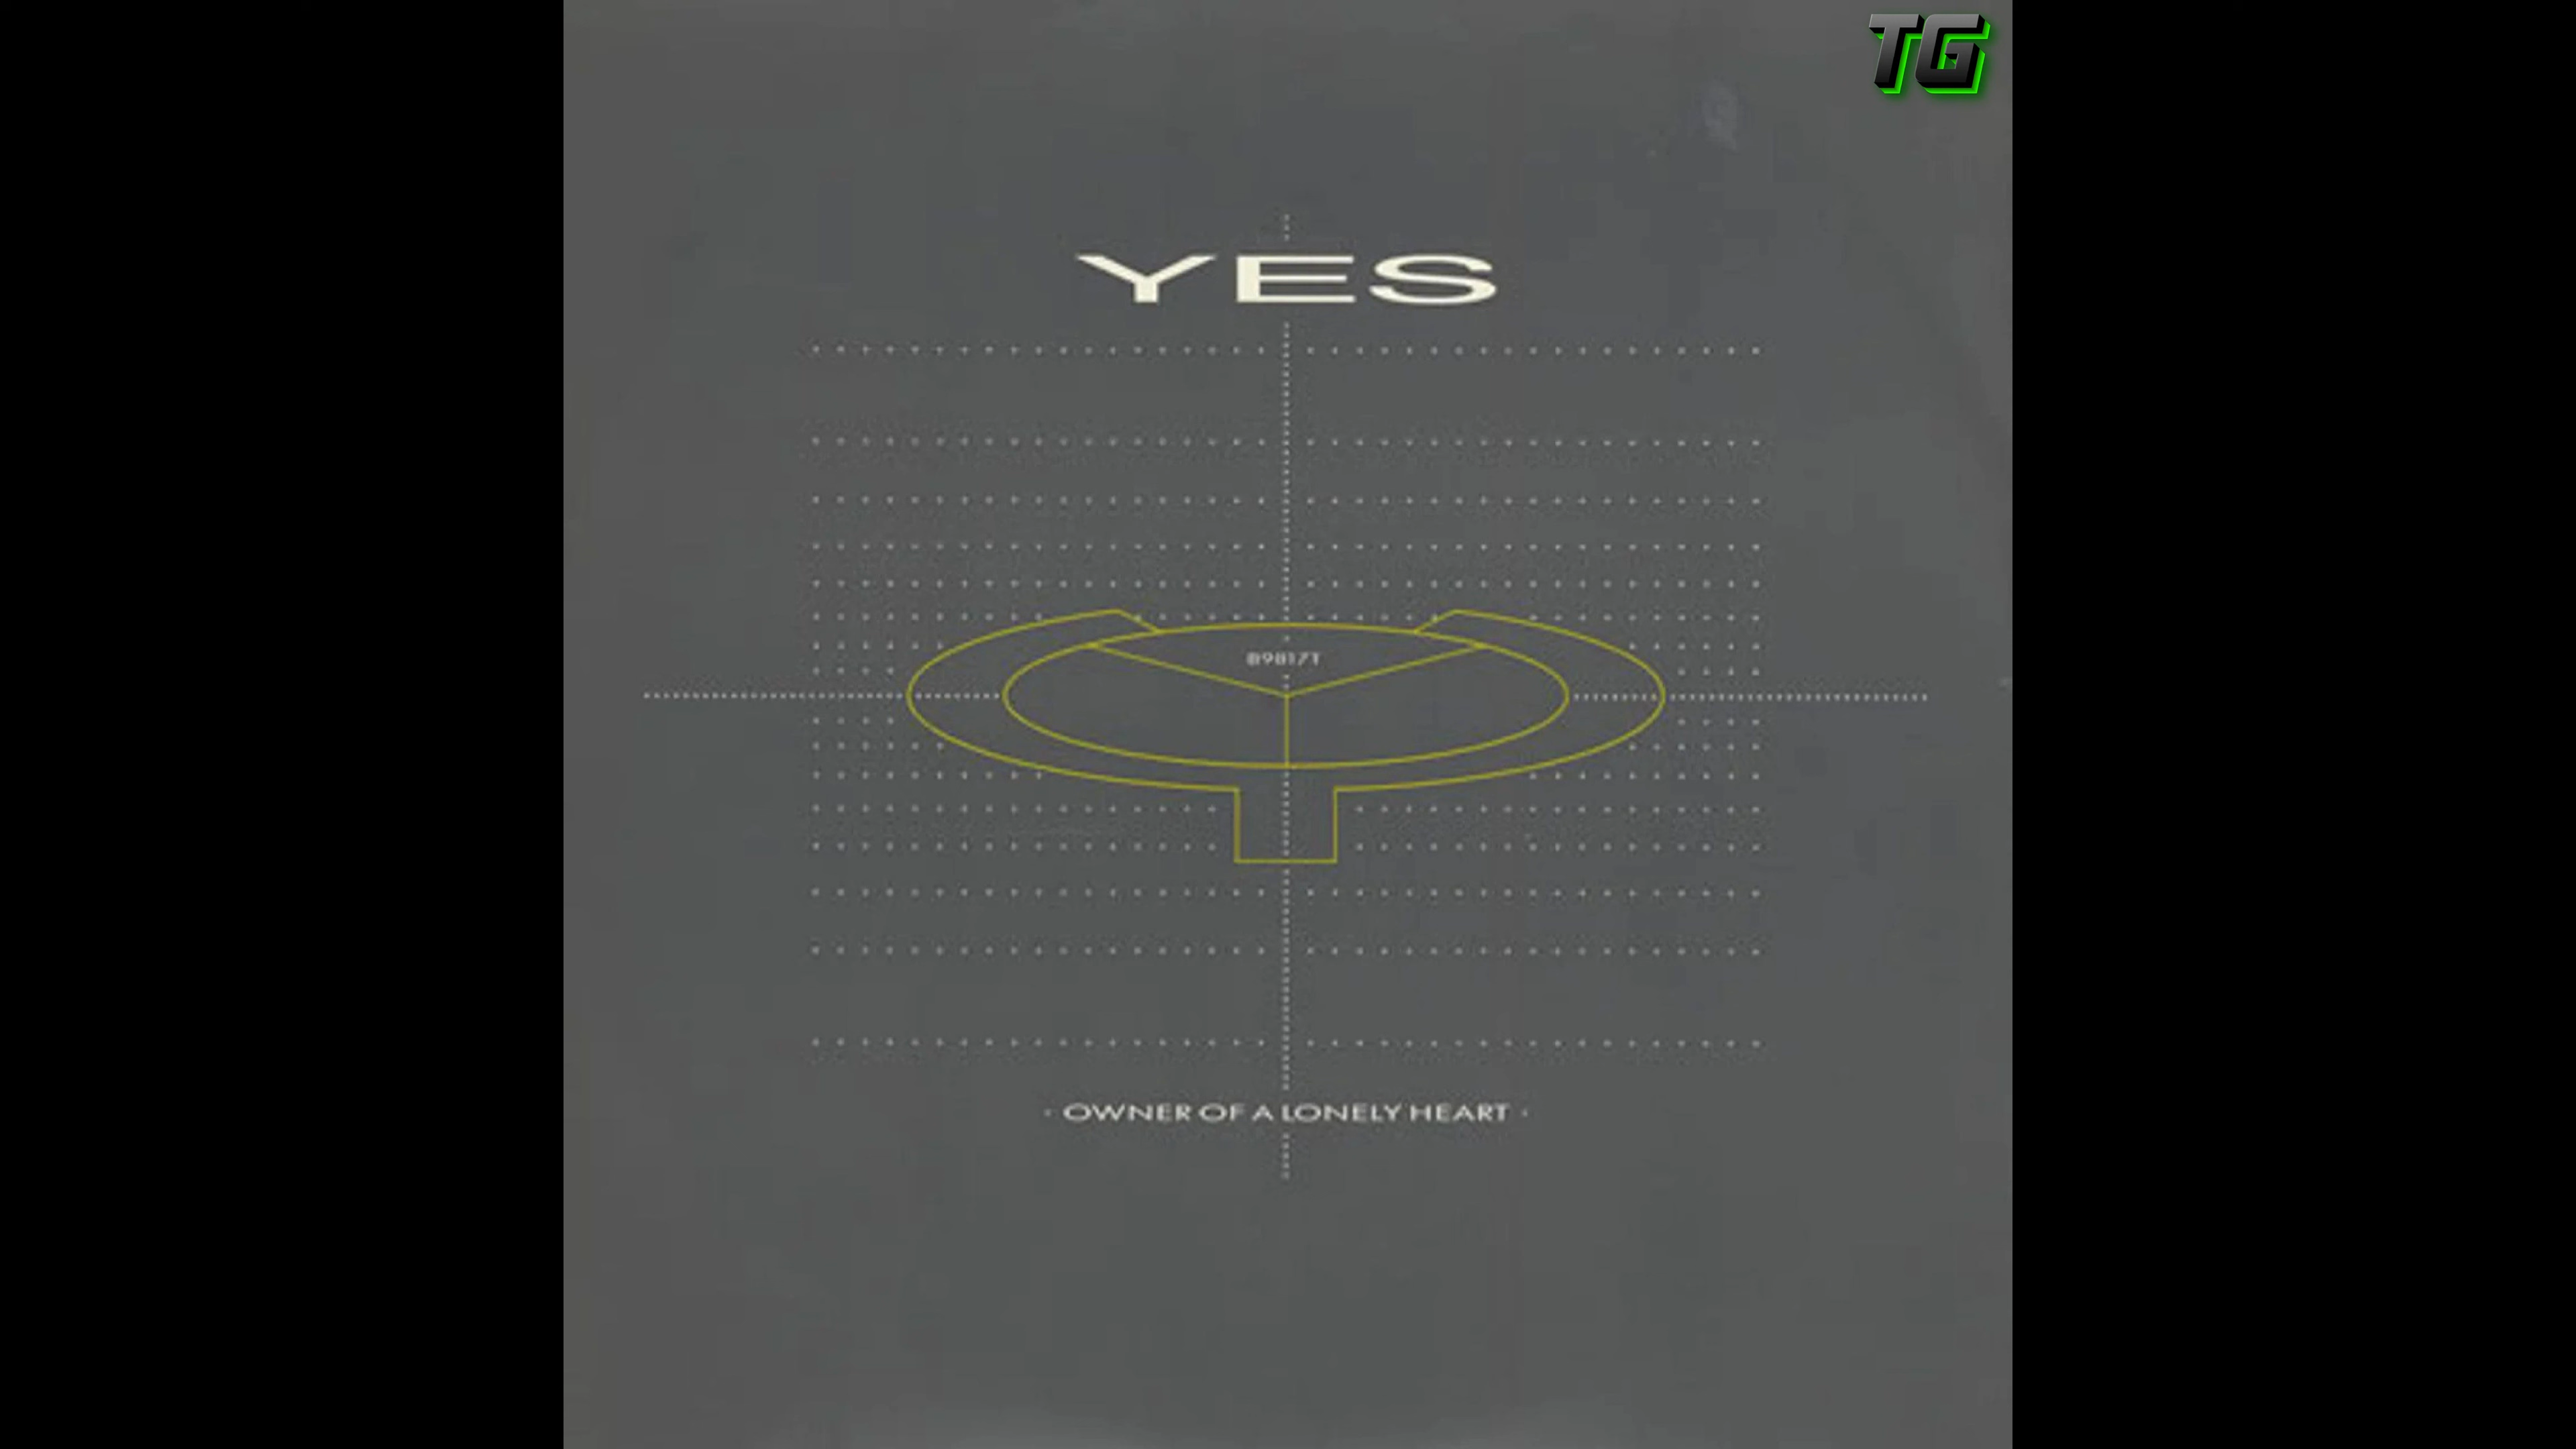 TG
YES
B9817T
· OWNER OF A LONELY HEART ·